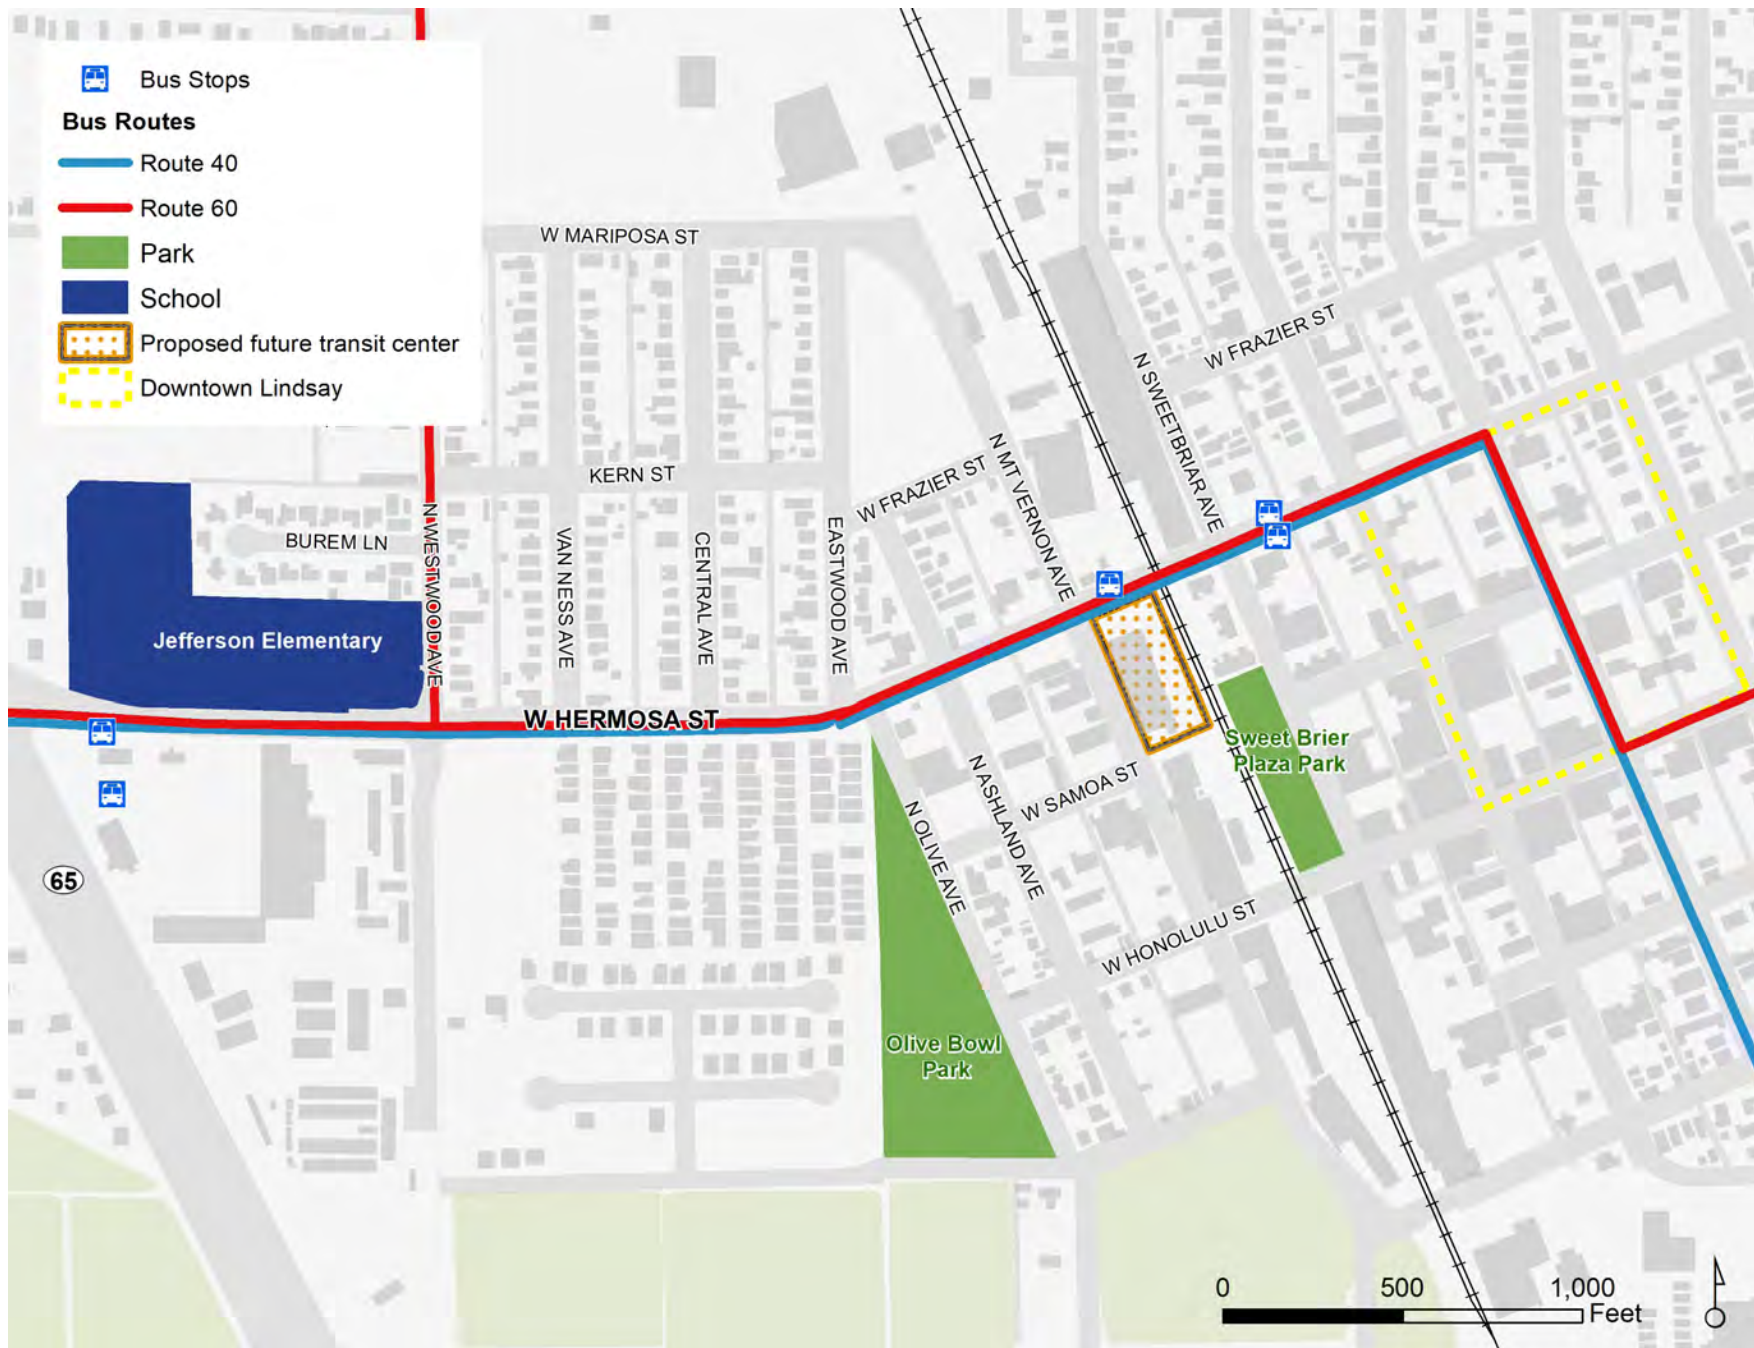 Bus Stops
Bus Routes
Route 40
Route 60
Park
School
Proposed future transit center
Downtown Lindsay
W MARIPOSA ST
W FRAZIER ST
N SWEETBRIAR AVE
KERN ST
W FRAZIER ST
N MT VERNON AVE
BUREM LN
N WESTWOOD AVE
VAN NESS AVE
CENTRAL AVE
EASTWOOD AVE
Jefferson Elementary
W HERMOSA ST
Sweet Brier
Plaza Park
W SAMOA ST
N ASHLAND AVE
N OLIVE AVE
65
W HONOLULU ST
Olive Bowl
Park
0 500 1,000
Feet